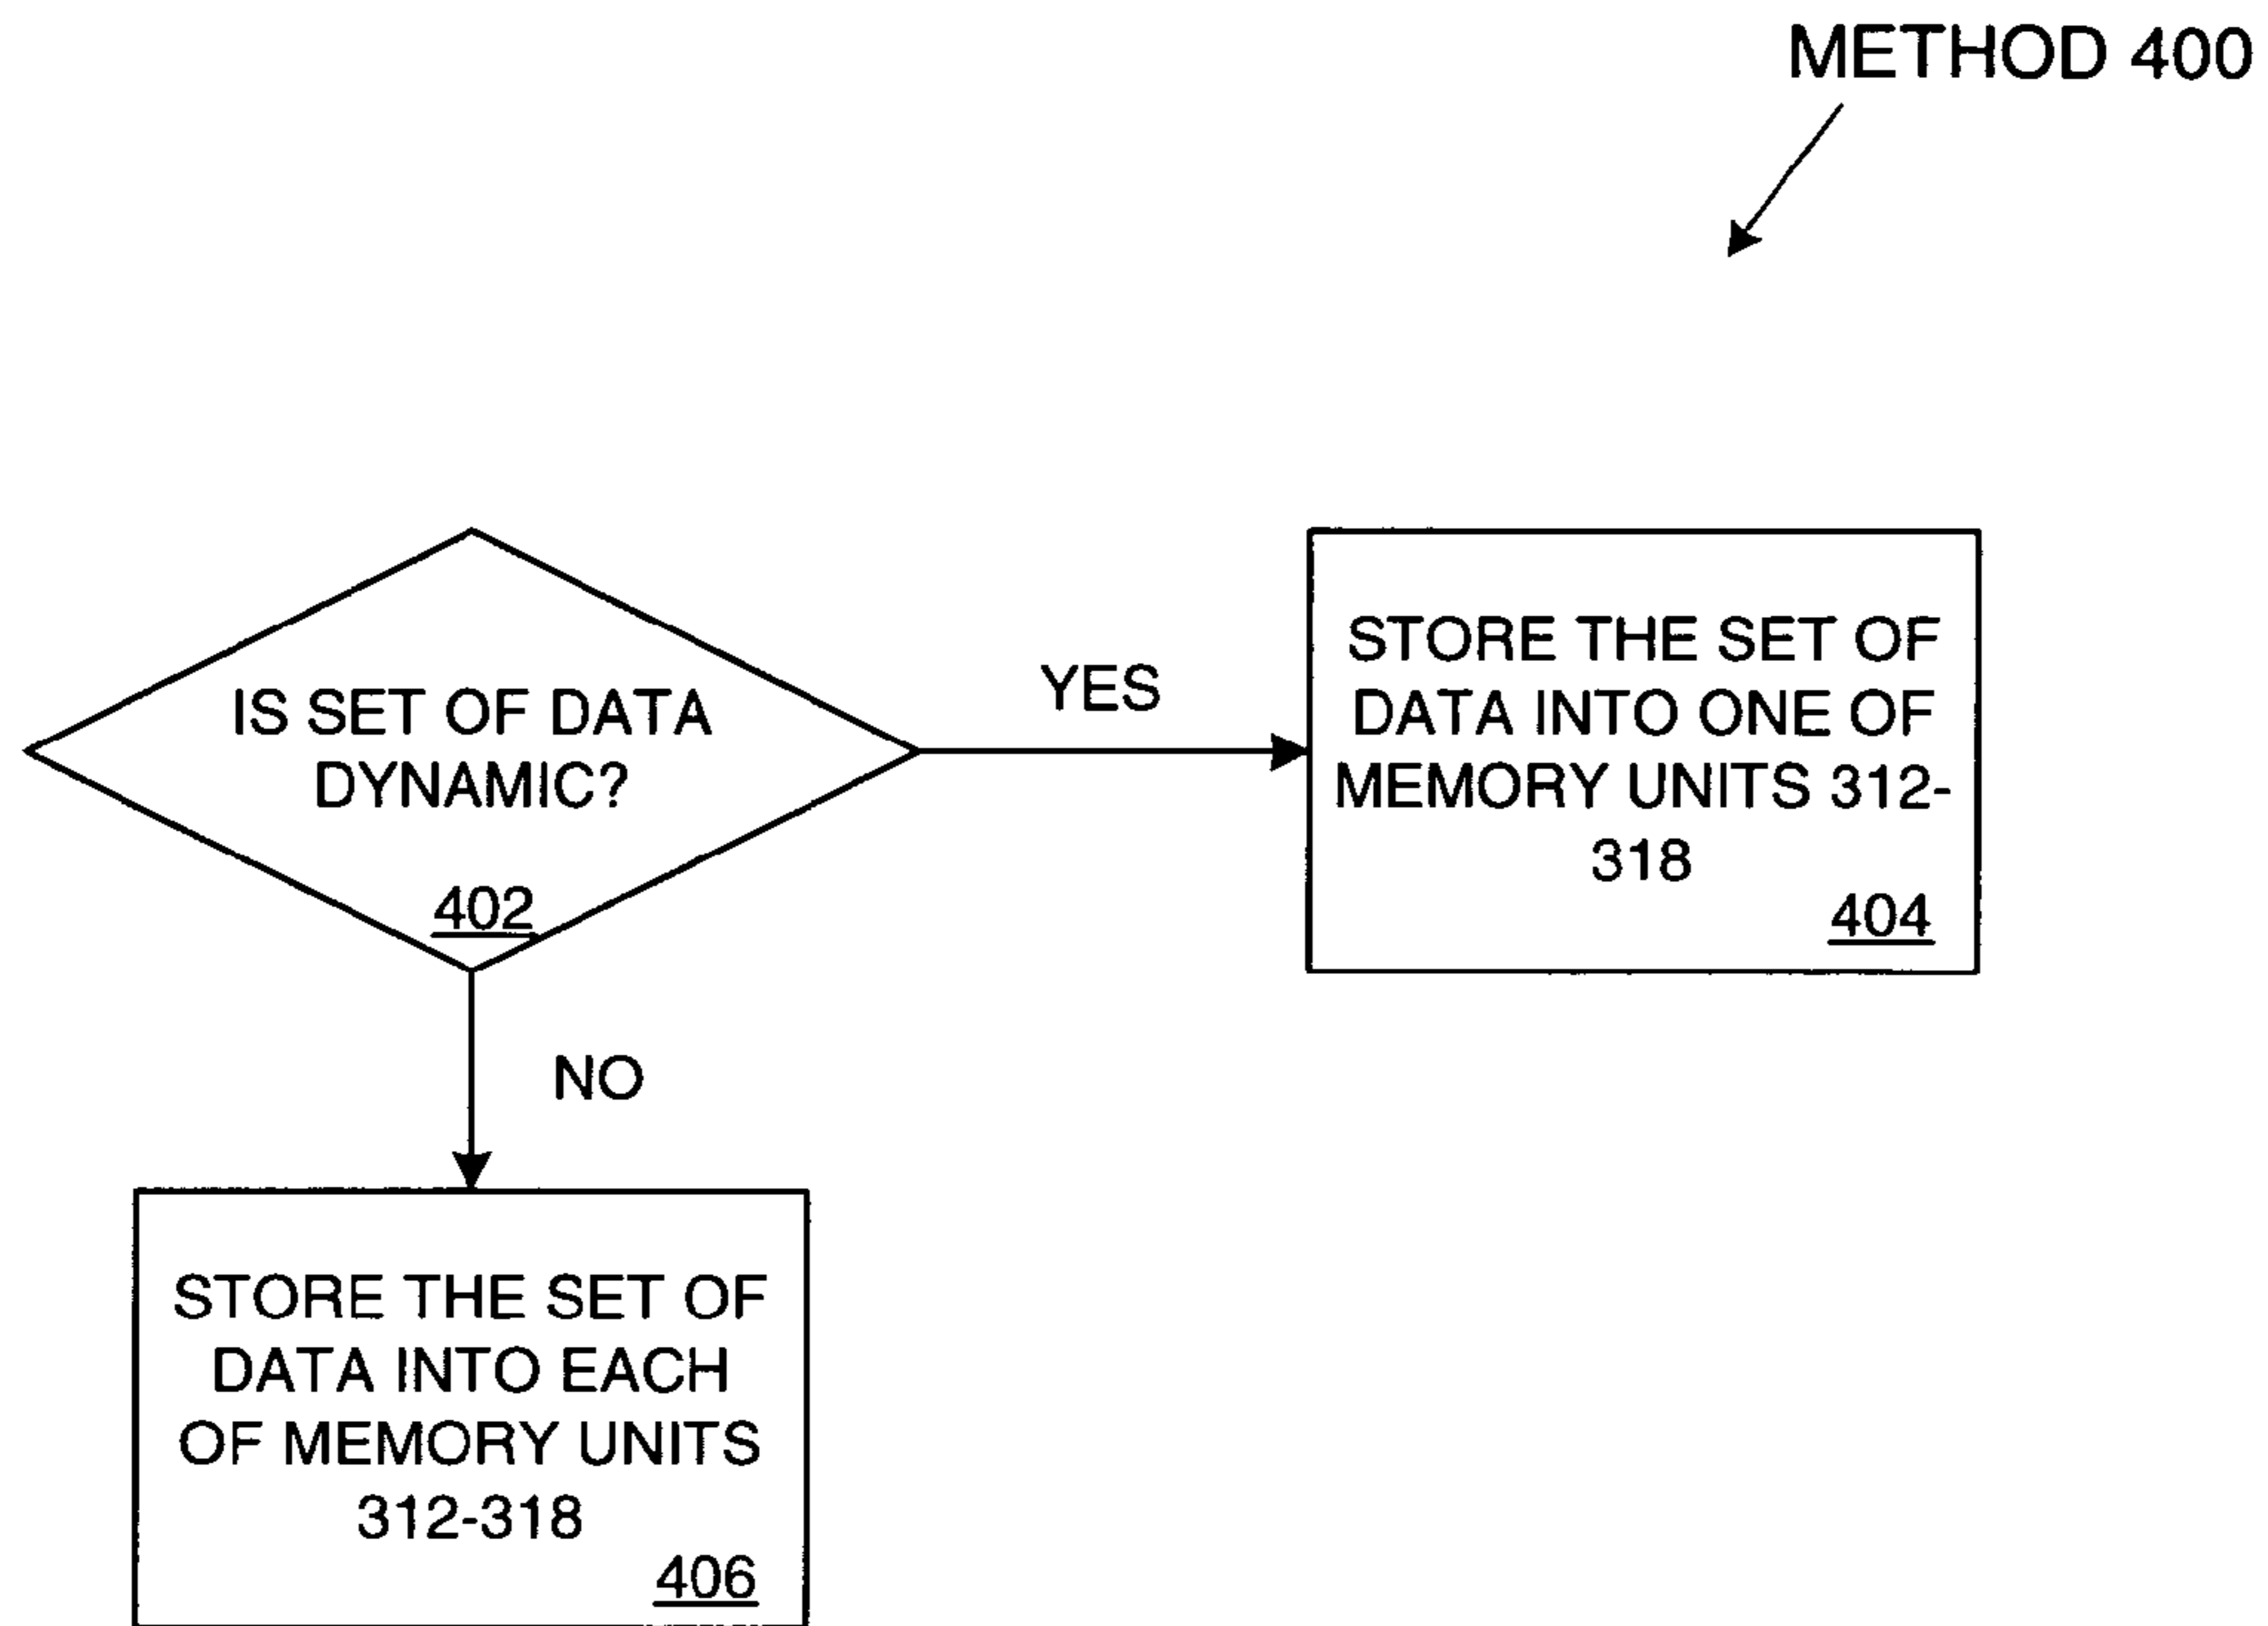 METHOD 400
IS SET OF DATA
DYNAMIC?
402
YES
STORE THE SET OF
DATA INTO ONE OF
MEMORY UNITS 312-
318
404
NO
STORE THE SET OF
DATA INTO EACH
OF MEMORY UNITS
312-318
406